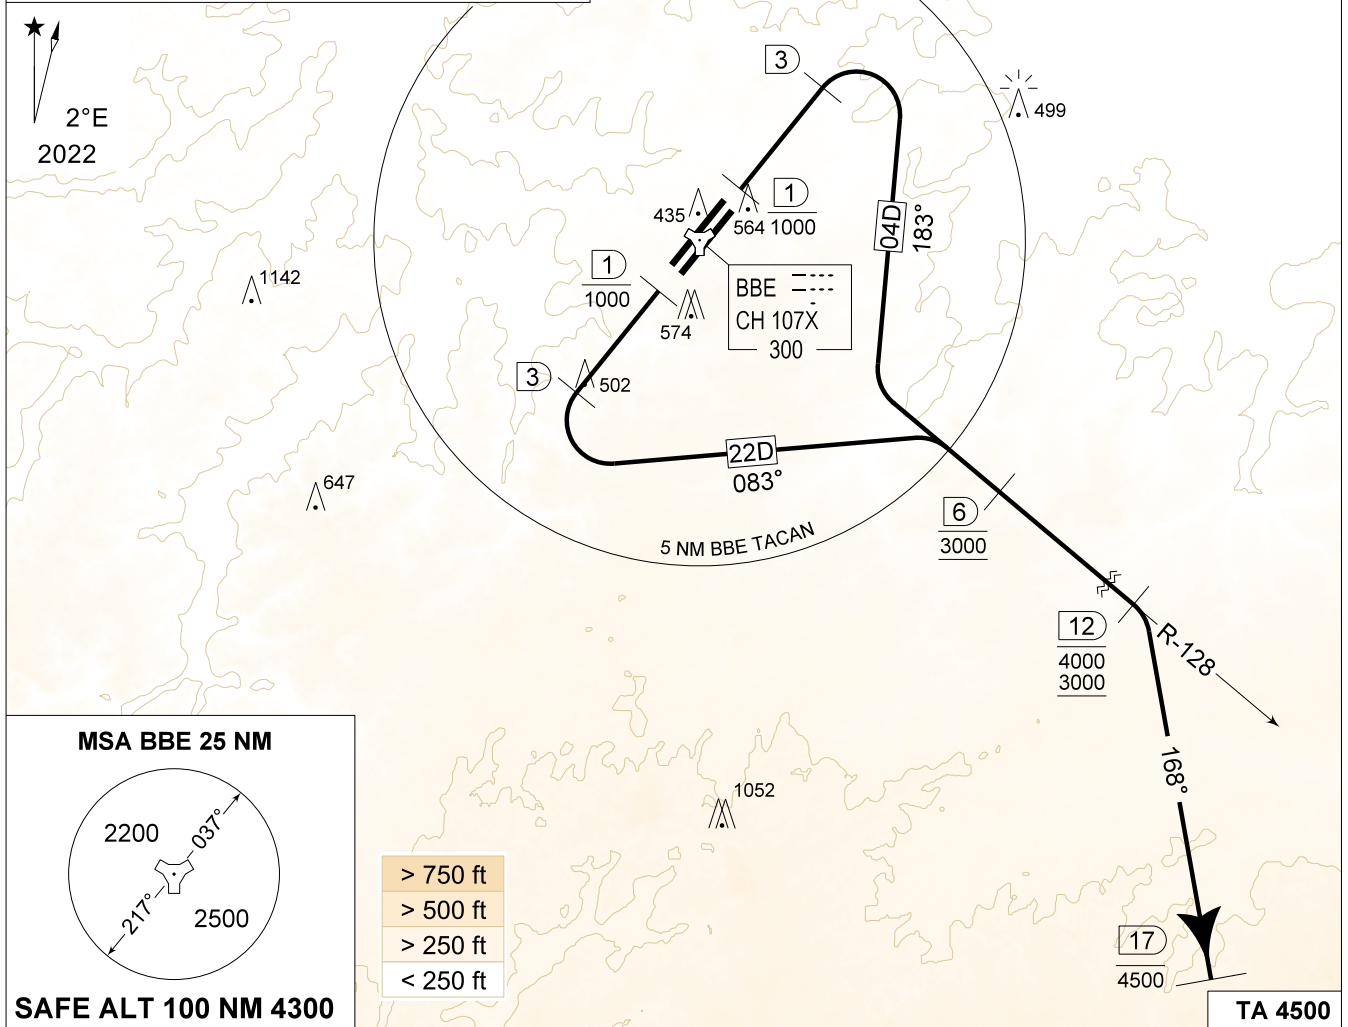 2°E
2022
3
499
435
1
564
1000
04D
183°
1142
1
1000
BBE
CH 107X
300
574
3
502
22D
083°
647
6
3000
5 NM BBE TACAN
12
4000
3000
R-128
168°
1052
17
4500
MSA BBE 25 NM
2200
037°
217°
2500
SAFE ALT 100 NM 4300
> 750 ft
> 500 ft
> 250 ft
< 250 ft
TA 4500